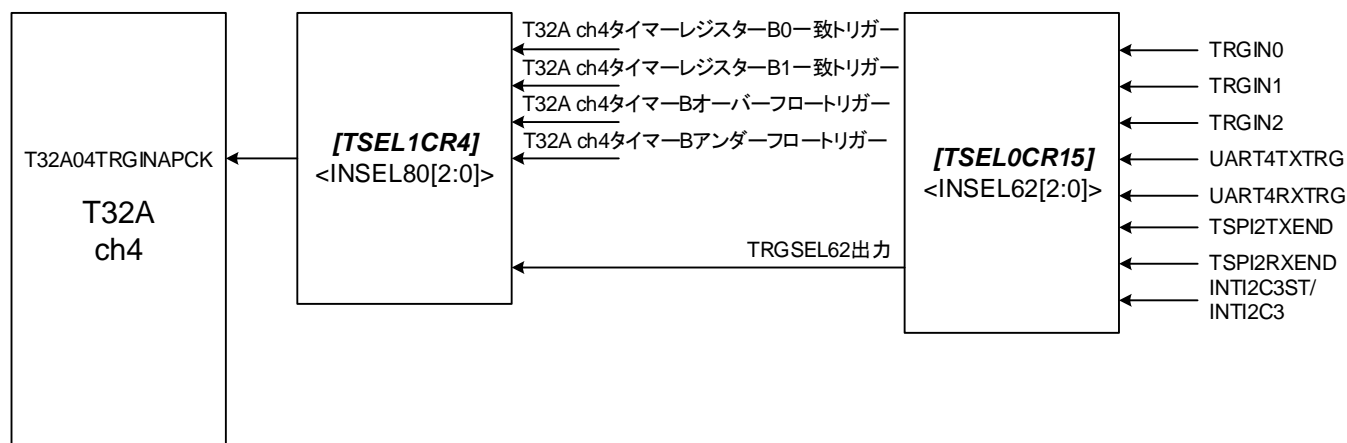 T32A04TRGINAPCK
T32A
ch4
[TSEL1CR4]
<INSEL80[2:0]>
T32A ch4タイマーレジスターB0一致トリガー
T32A ch4タイマーレジスターB1一致トリガー
T32A ch4タイマーBオーバーフロートリガー
T32A ch4タイマーBアンダーフロートリガー
TRGSEL62出力
[TSEL0CR15]
<INSEL62[2:0]>
TRGIN0
TRGIN1
TRGIN2
UART4TXTRG
UART4RXTRG
TSPI2TXEND
TSPI2RXEND
INTI2C3ST/
INTI2C3